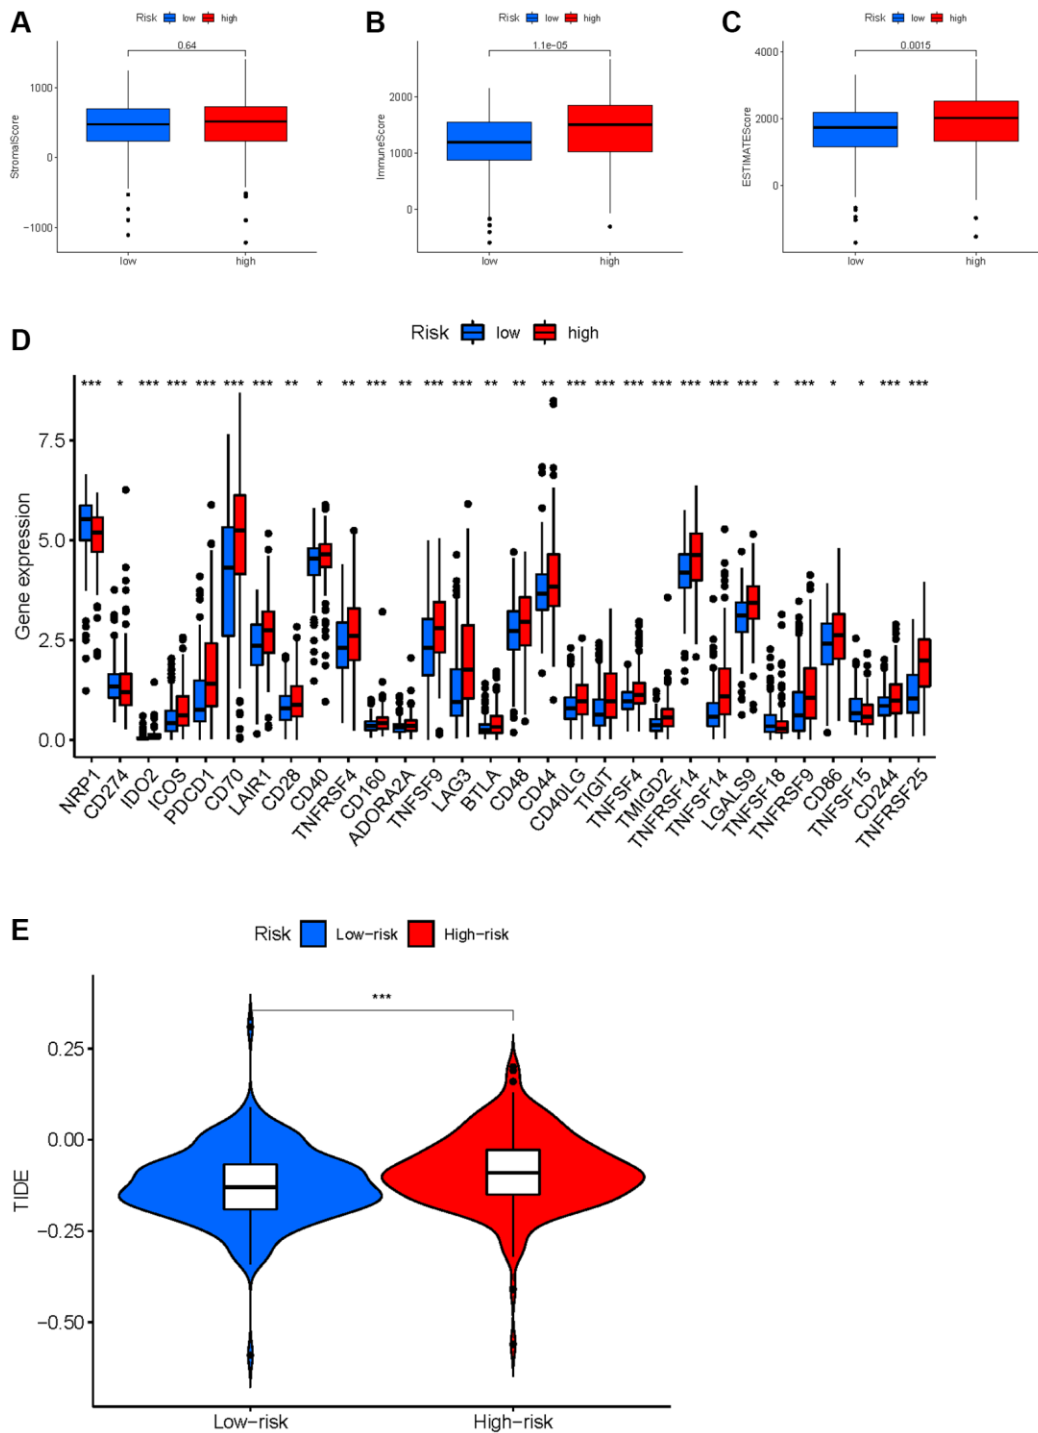 A
Risk low high
0.64
StromalScore
1000
0
−1000
low high
B
Risk low high
1.1e−05
ImmuneScore
2000
1000
0
low high
C
Risk low high
0.0015
ESTIMATEScore
4000
2000
0
low high
D
Risk low high
*** * *** *** *** *** *** ** * ** *** ** *** *** ** ** ** *** *** *** *** *** *** *** * *** * * *** ***
Gene expression
7.5
5.0
2.5
0.0
NRP1
CD274
IDO2
ICOS
PDCD1
CD70
LAIR1
CD28
CD40
TNFRSF4
CD160
ADORA2A
TNFSF9
LAG3
BTLA
CD48
CD44
CD40LG
TIGIT
TNFSF4
TMIGD2
TNFRSF14
TNFSF14
LGALS9
TNFSF18
TNFRSF9
CD86
TNFSF15
CD244
TNFRSF25
E
Risk Low−risk High−risk
***
TIDE
0.25
0.00
−0.25
−0.50
Low−risk High−risk